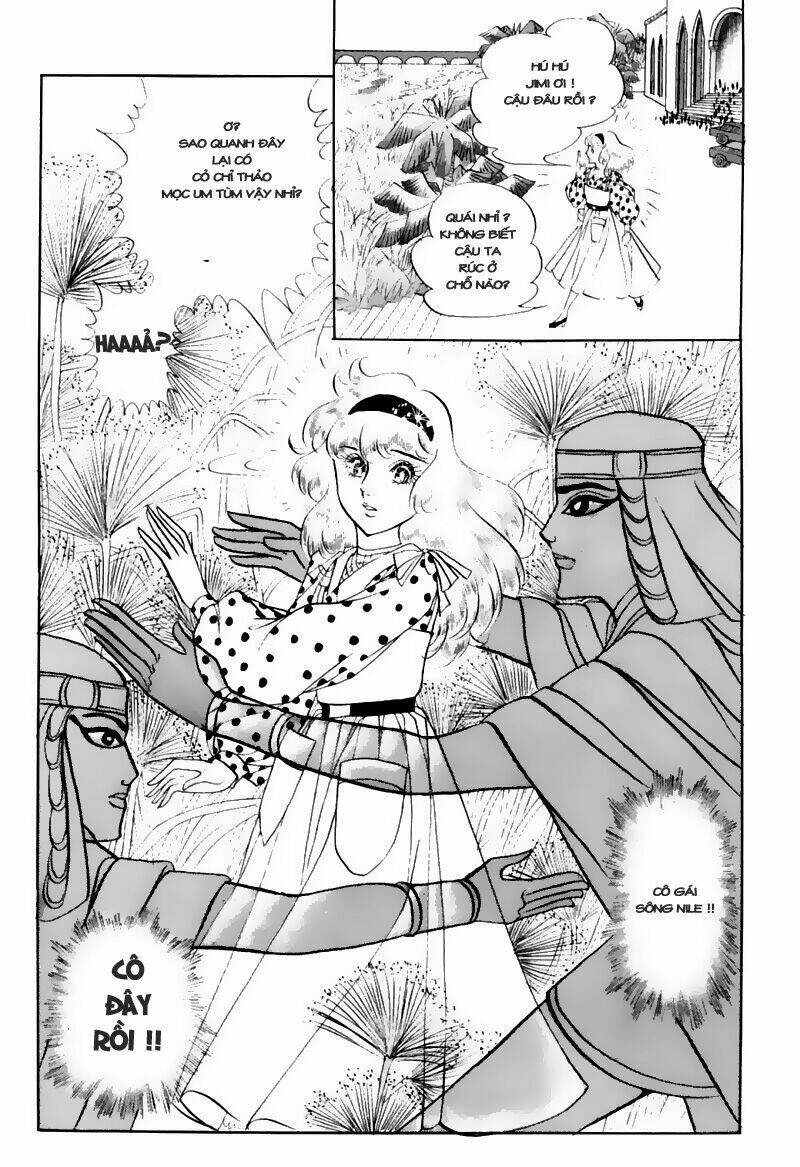 HÚ HÚ
JIMI ƠI !
CẬU ĐÂU RỒI ?
QUÁI NHỈ ?
KHÔNG BIẾT
CẬU TA
RÚC Ở
CHỖ NÀO?
Ơ?
SAO QUANH ĐÂY
LẠI CÓ
CỎ CHỈ THẢO
MỌC UM TÙM VẬY NHỈ?
HAAAẢ?
CÔ GÁI
SÔNG NILE !!
CÔ
ĐÂY
RỒI !!